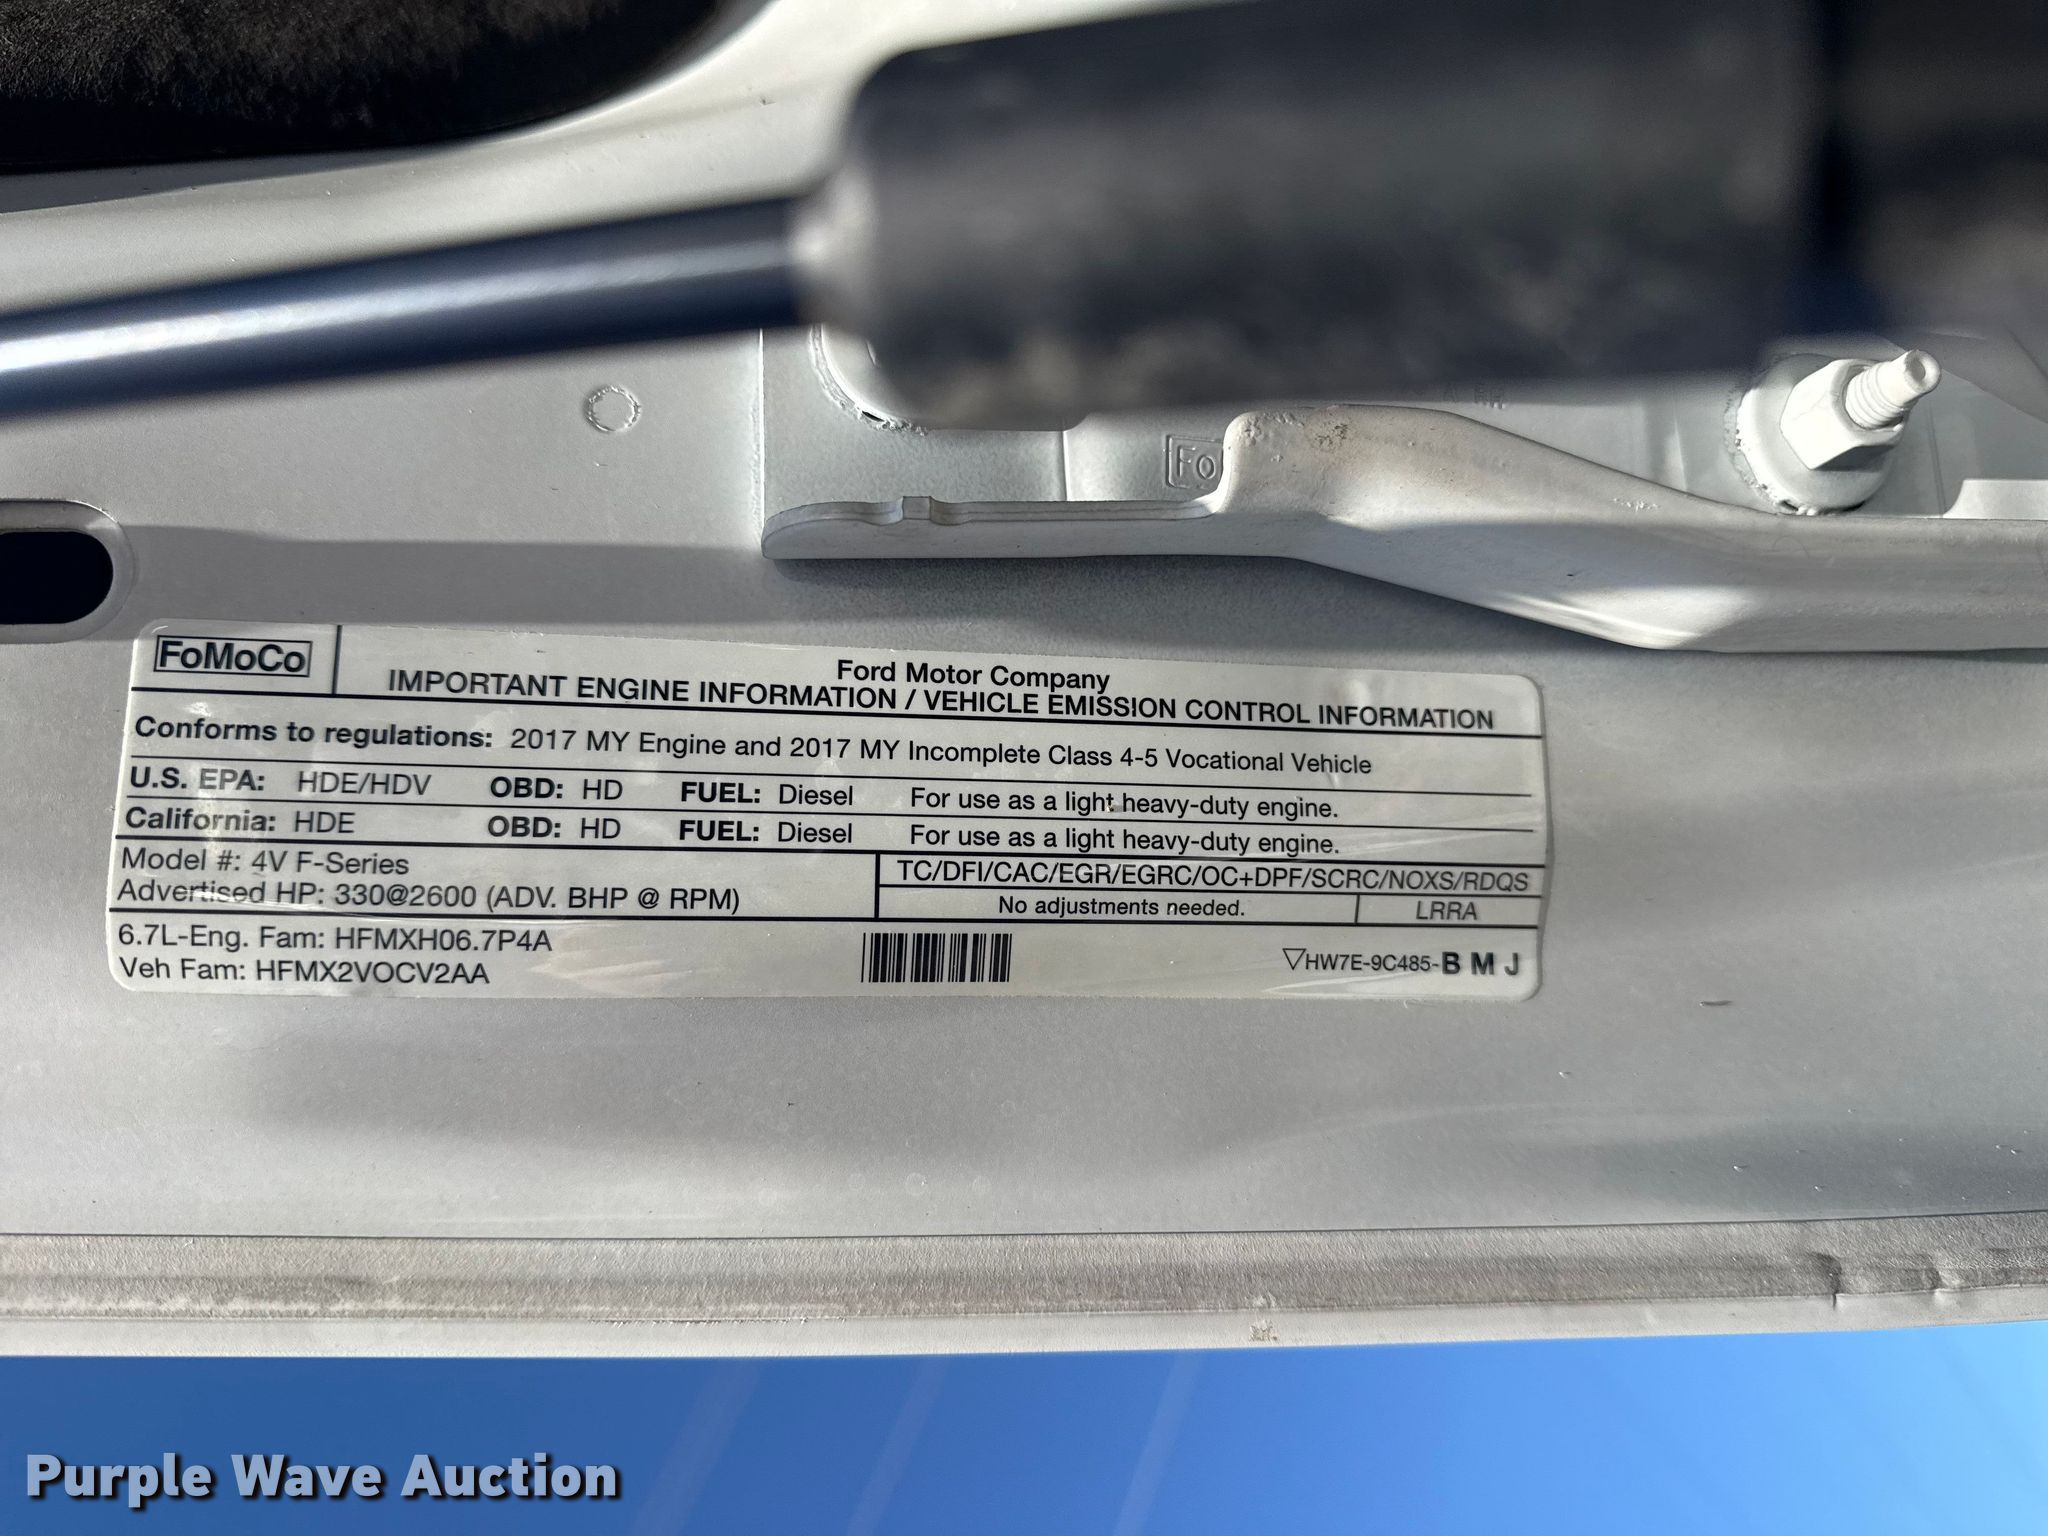 A RH
Fo
FoMoCo
Ford Motor Company
IMPORTANT ENGINE INFORMATION / VEHICLE EMISSION CONTROL INFORMATION
Conforms to regulations: 2017 MY Engine and 2017 MY Incomplete Class 4-5 Vocational Vehicle
U.S. EPA: HDE/HDV OBD: HD FUEL: Diesel For use as a light heavy-duty engine.
California: HDE OBD: HD FUEL: Diesel For use as a light heavy-duty engine.
Model #: 4V F-Series
Advertised HP: 330@2600 (ADV. BHP @ RPM)
TC/DFI/CAC/EGR/EGRC/OC+DPF/SCRC/NOXS/RDQS
No adjustments needed. LRRA
6.7L-Eng. Fam: HFMXH06.7P4A
Veh Fam: HFMX2VOCV2AA
HW7E-9C485-B M J
Purple Wave Auction